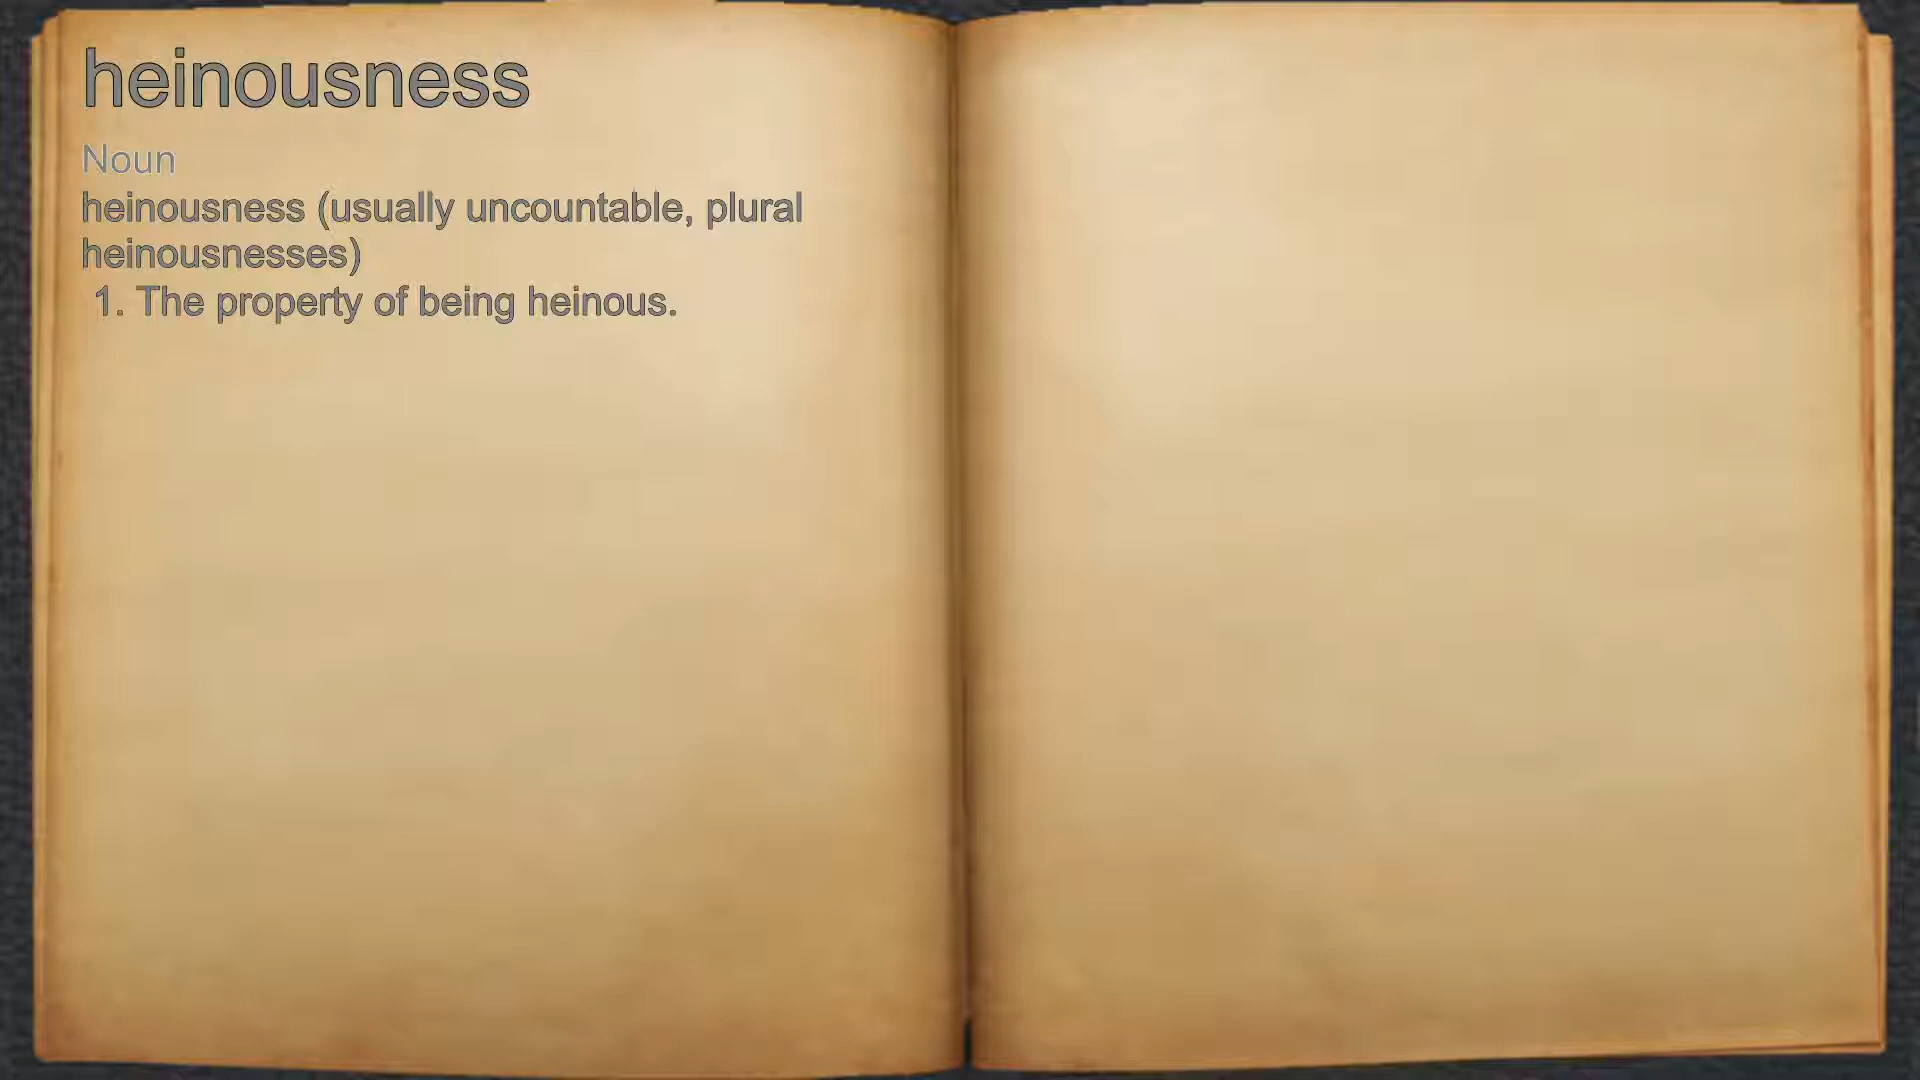 heinousness
Noun
heinousness (usually uncountable, plural
heinousnesses)
1. The property of being heinous.